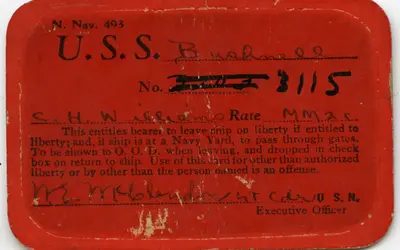 N. Nav. 493
U. S. S. Bushnell
No. 3115
S. H. Williams Rate MM2c
This entitles bearer to leave ship on liberty if entitled to
liberty; and, if ship is at a Navy Yard, to pass through gates.
To be shown to O. O. D. when leaving, and dropped in check
box on return to ship. Use of this card for other than authorized
liberty or by other than the person named is an offense.
U S. N.
Executive Officer